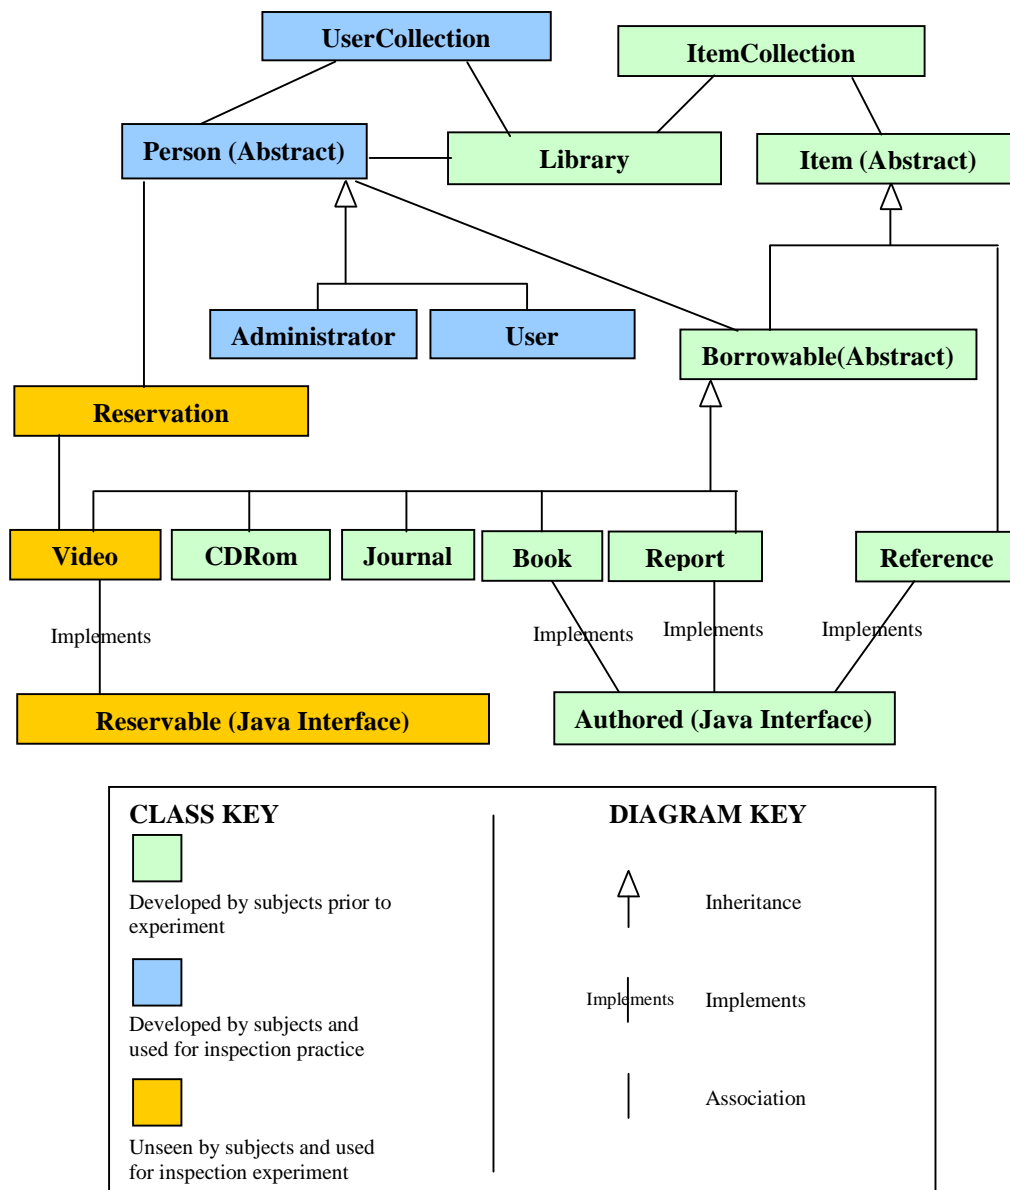 UserCollection
ItemCollection
Person (Abstract)
Library
Item (Abstract)
Administrator
User
Borrowable(Abstract)
Reservation
Video
CDRom
Journal
Book
Report
Reference
Implements
Implements
Implements
Implements
Reservable (Java Interface)
Authored (Java Interface)
CLASS KEY
Developed by subjects prior to
experiment
Developed by subjects and
used for inspection practice
Unseen by subjects and used
for inspection experiment
DIAGRAM KEY
Inheritance
Implements
Implements
Association